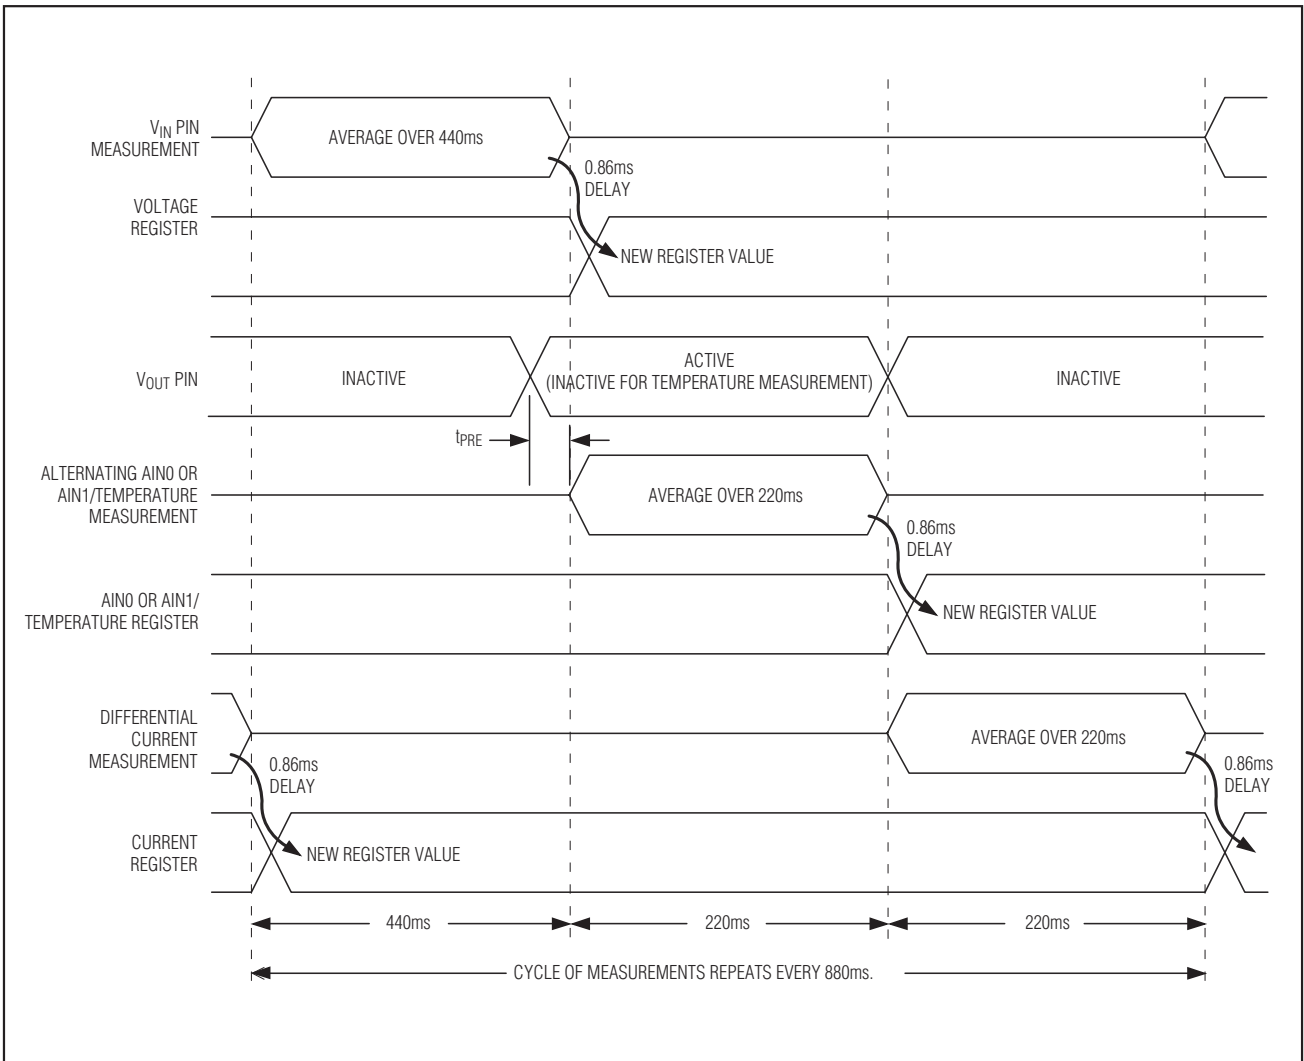 VIN PIN
MEASUREMENT
AVERAGE OVER 440ms
0.86ms
DELAY
VOLTAGE
REGISTER
NEW REGISTER VALUE
VOUT PIN
INACTIVE
ACTIVE
(INACTIVE FOR TEMPERATURE MEASUREMENT)
INACTIVE
tPRE
ALTERNATING AIN0 OR
AIN1/TEMPERATURE
MEASUREMENT
AVERAGE OVER 220ms
0.86ms
DELAY
AIN0 OR AIN1/
TEMPERATURE REGISTER
NEW REGISTER VALUE
DIFFERENTIAL
CURRENT
MEASUREMENT
0.86ms
DELAY
AVERAGE OVER 220ms
0.86ms
DELAY
CURRENT
REGISTER
NEW REGISTER VALUE
440ms
220ms
220ms
CYCLE OF MEASUREMENTS REPEATS EVERY 880ms.